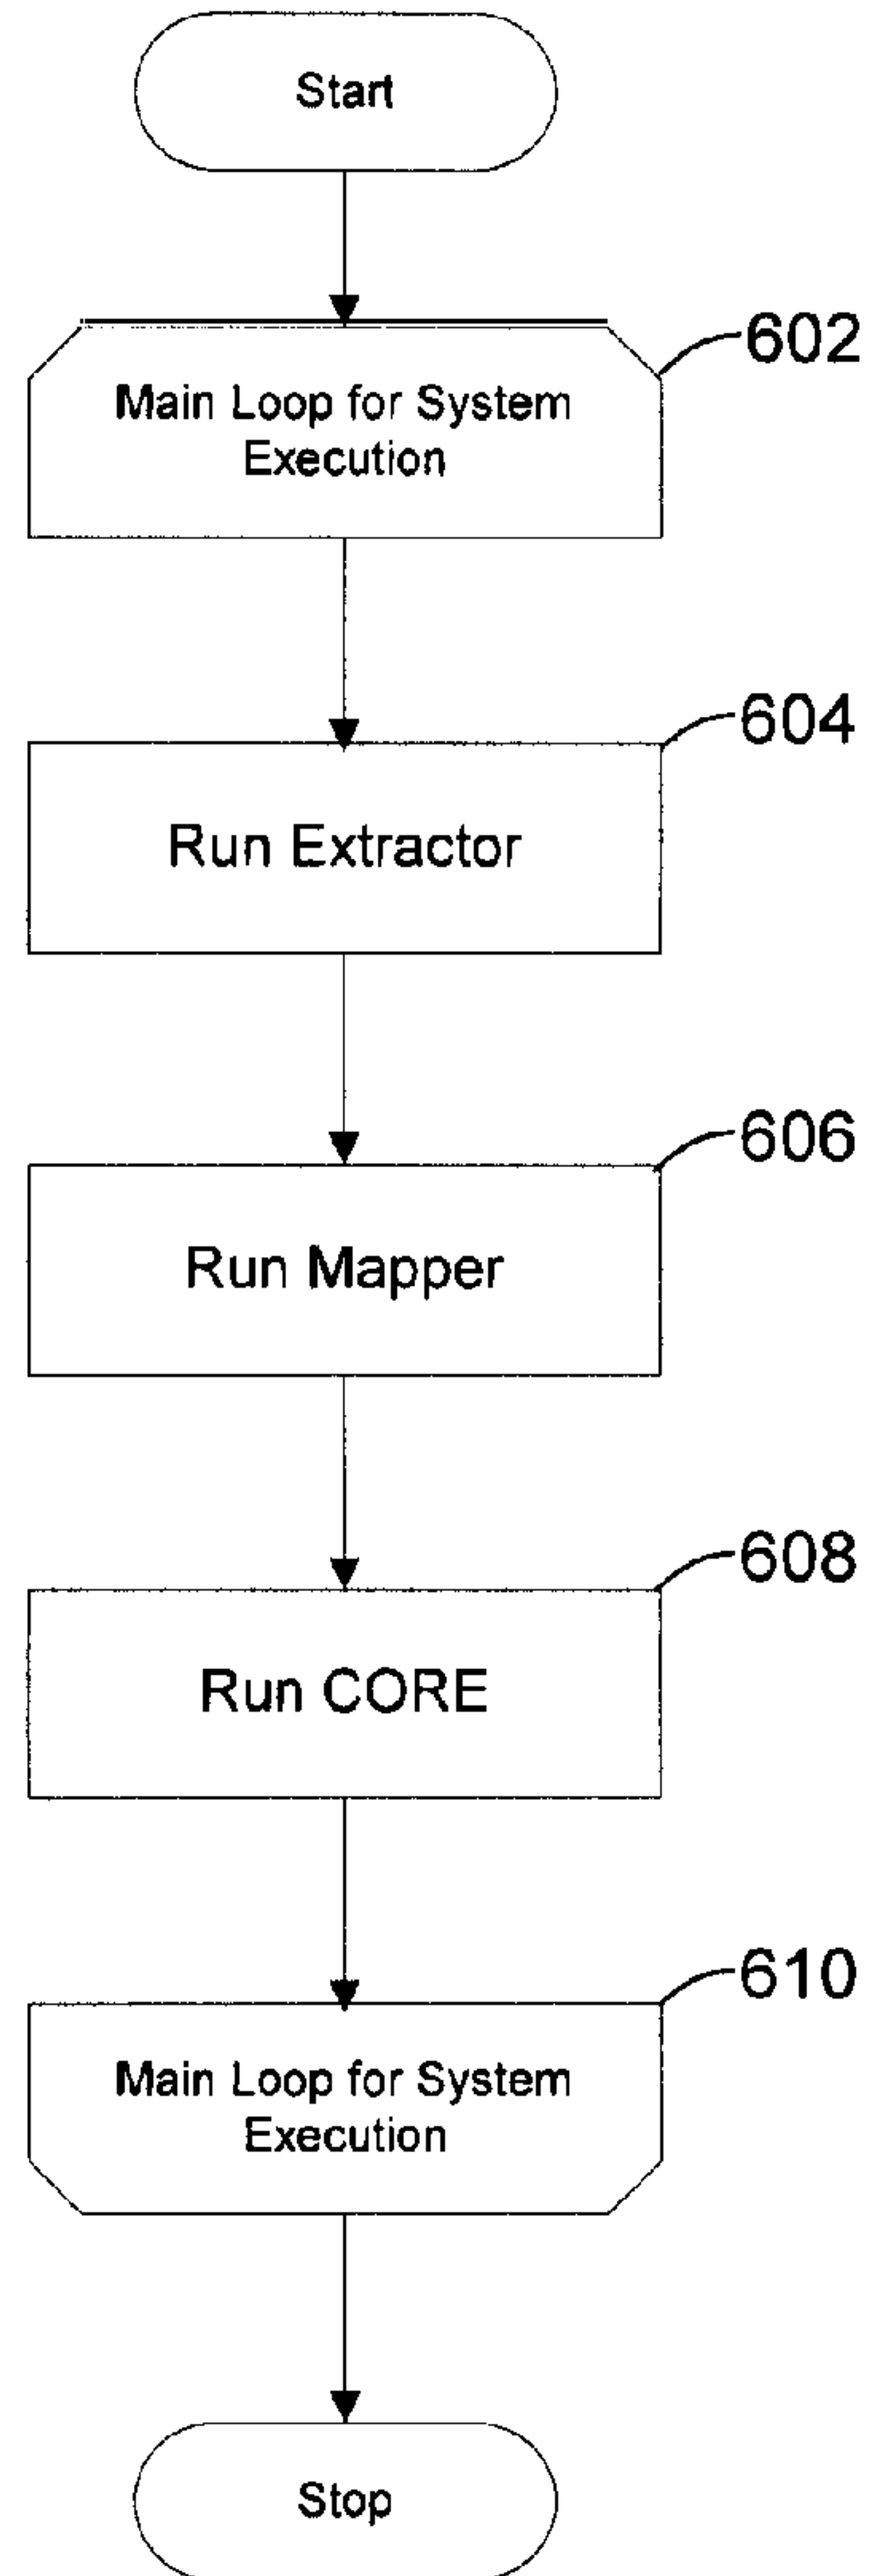 Start
602
Main Loop for System
Execution
604
Run Extractor
606
Run Mapper
608
Run CORE
610
Main Loop for System
Execution
Stop